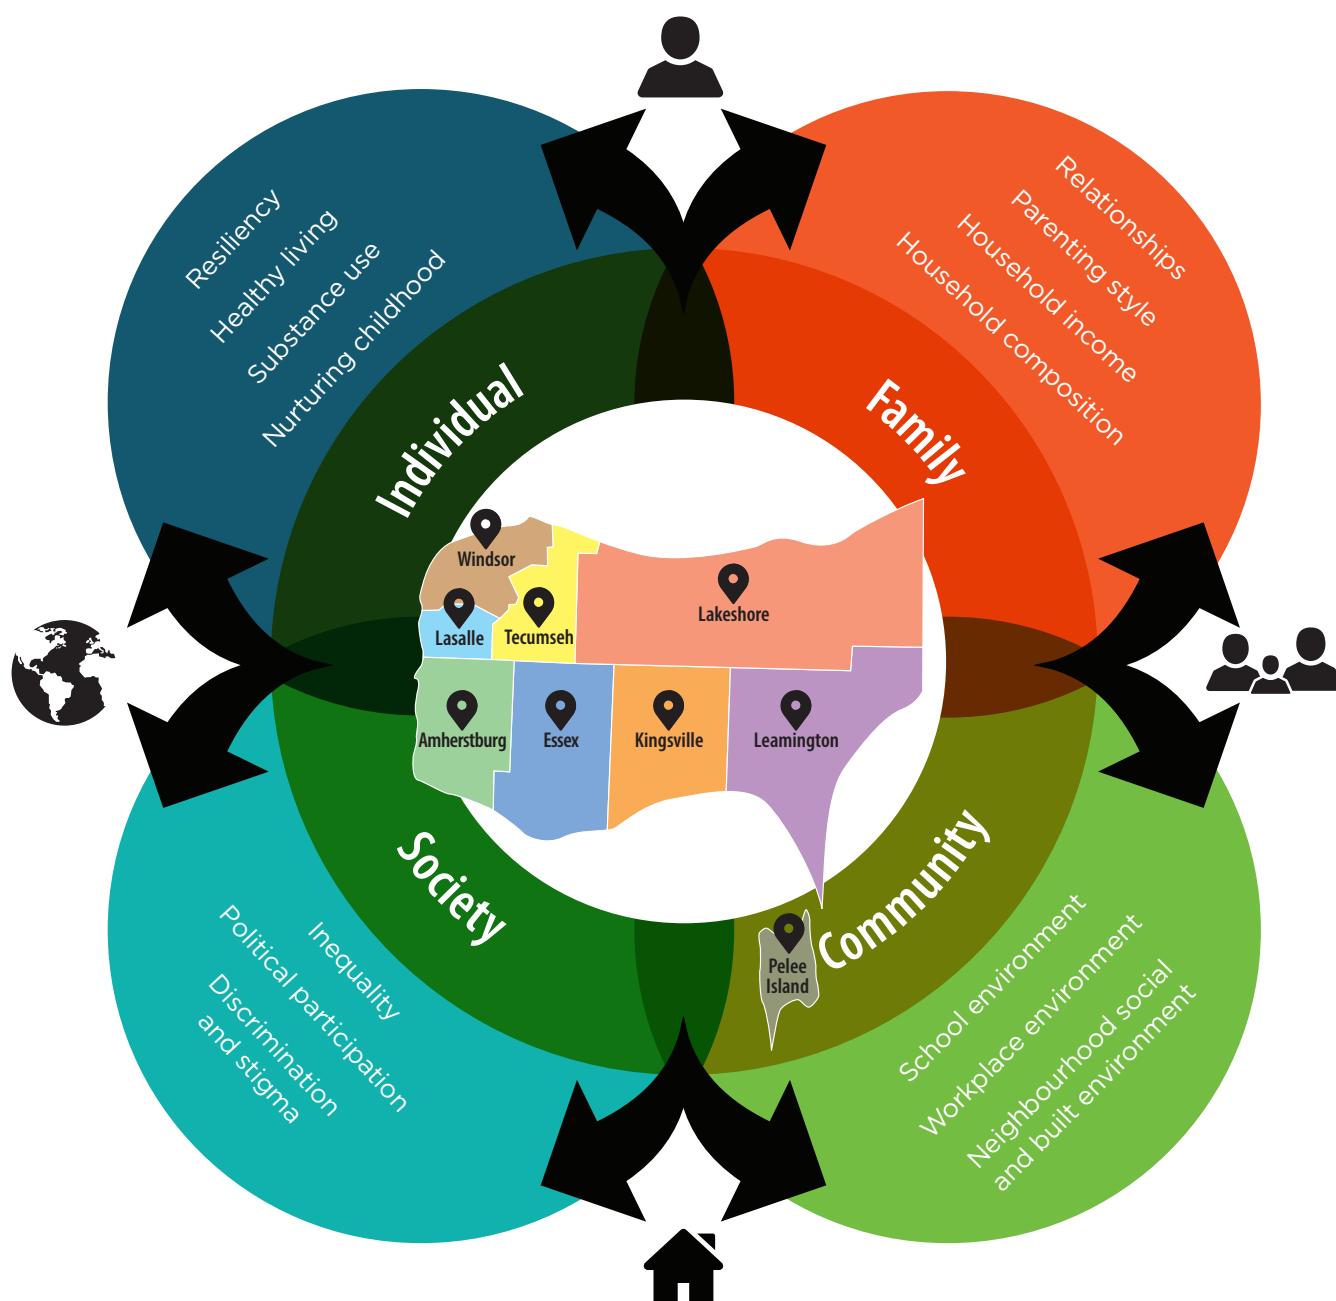 Resiliency
Healthy living
Substance use
Nurturing childhood
Individual
Relationships
Parenting style
Household income
Household composition
Family
Windsor
Lasalle
Tecumseh
Lakeshore
Amherstburg
Essex
Kingsville
Leamington
Pelee
Island
Society
Inequality
Political participation
Discrimination
and stigma
Community
School environment
Workplace environment
Neighbourhood social
and built environment